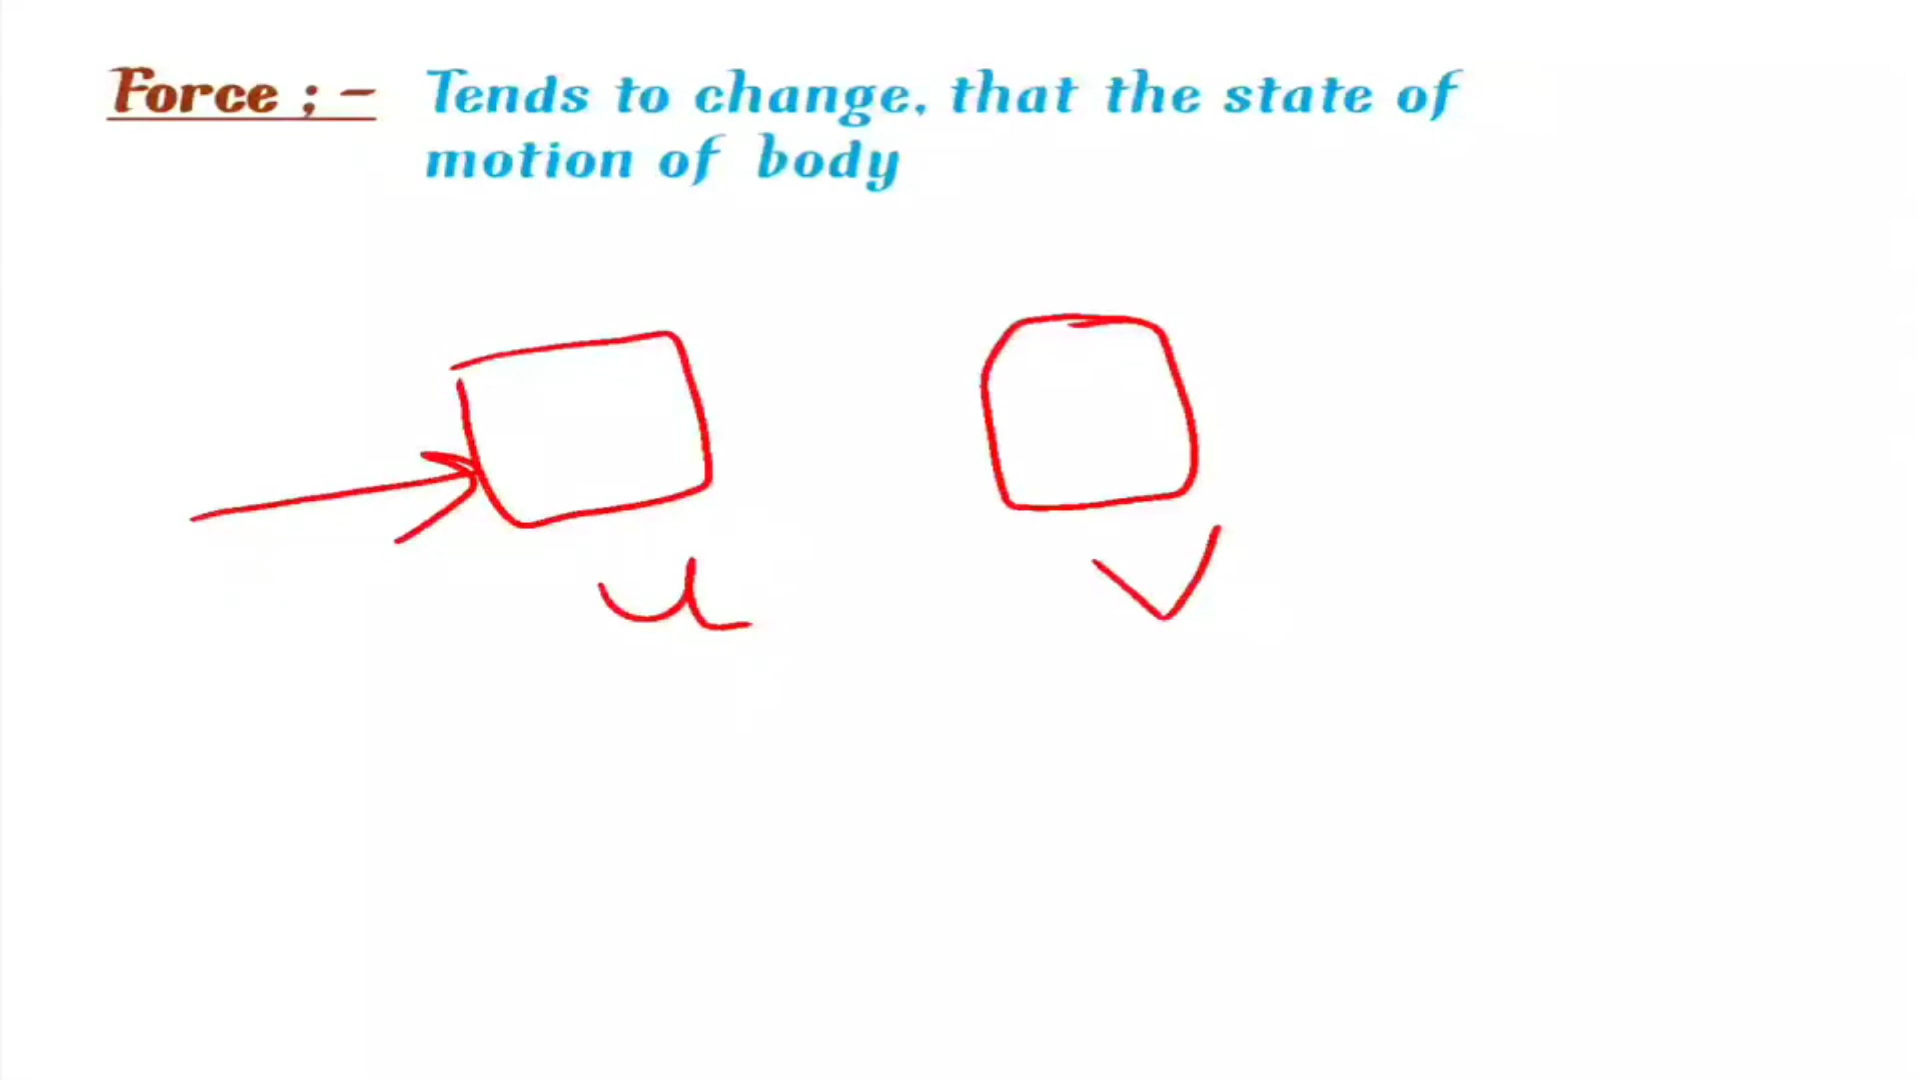 Force ; - Tends to change, that the state of
motion of body
u
v